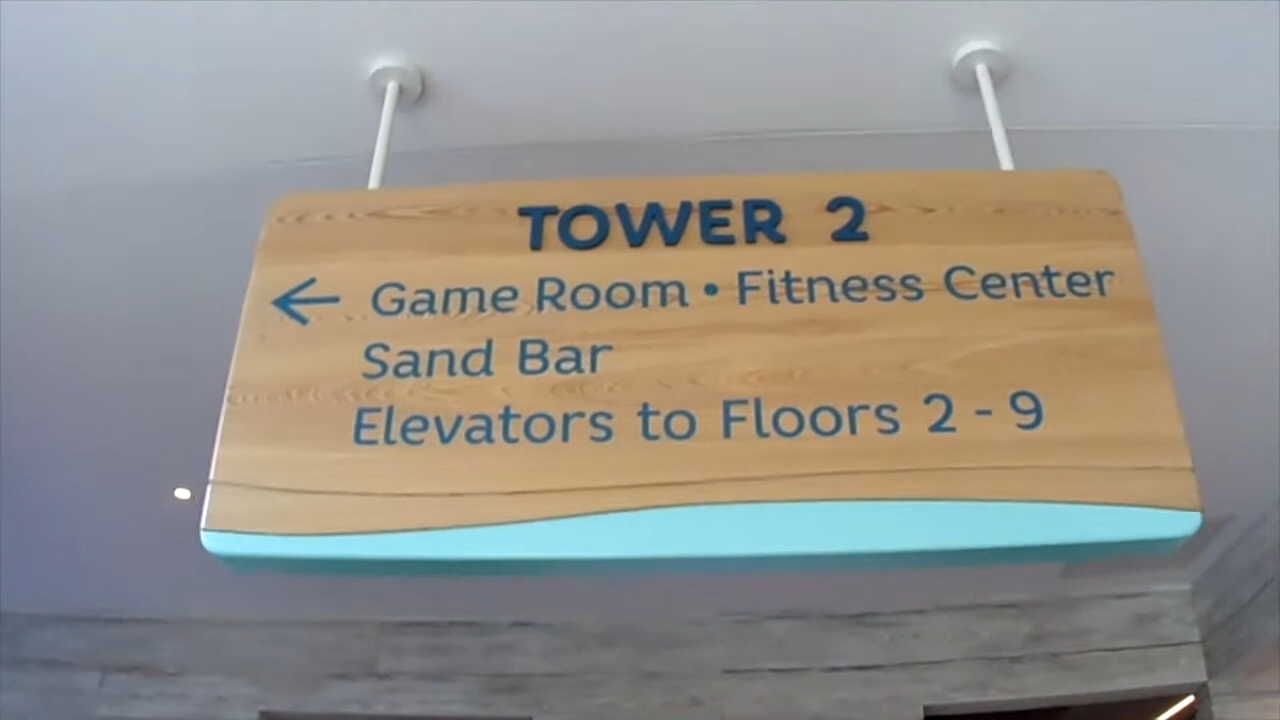 TOWER 2
← Game Room • Fitness Center
Sand Bar
Elevators to Floors 2 - 9